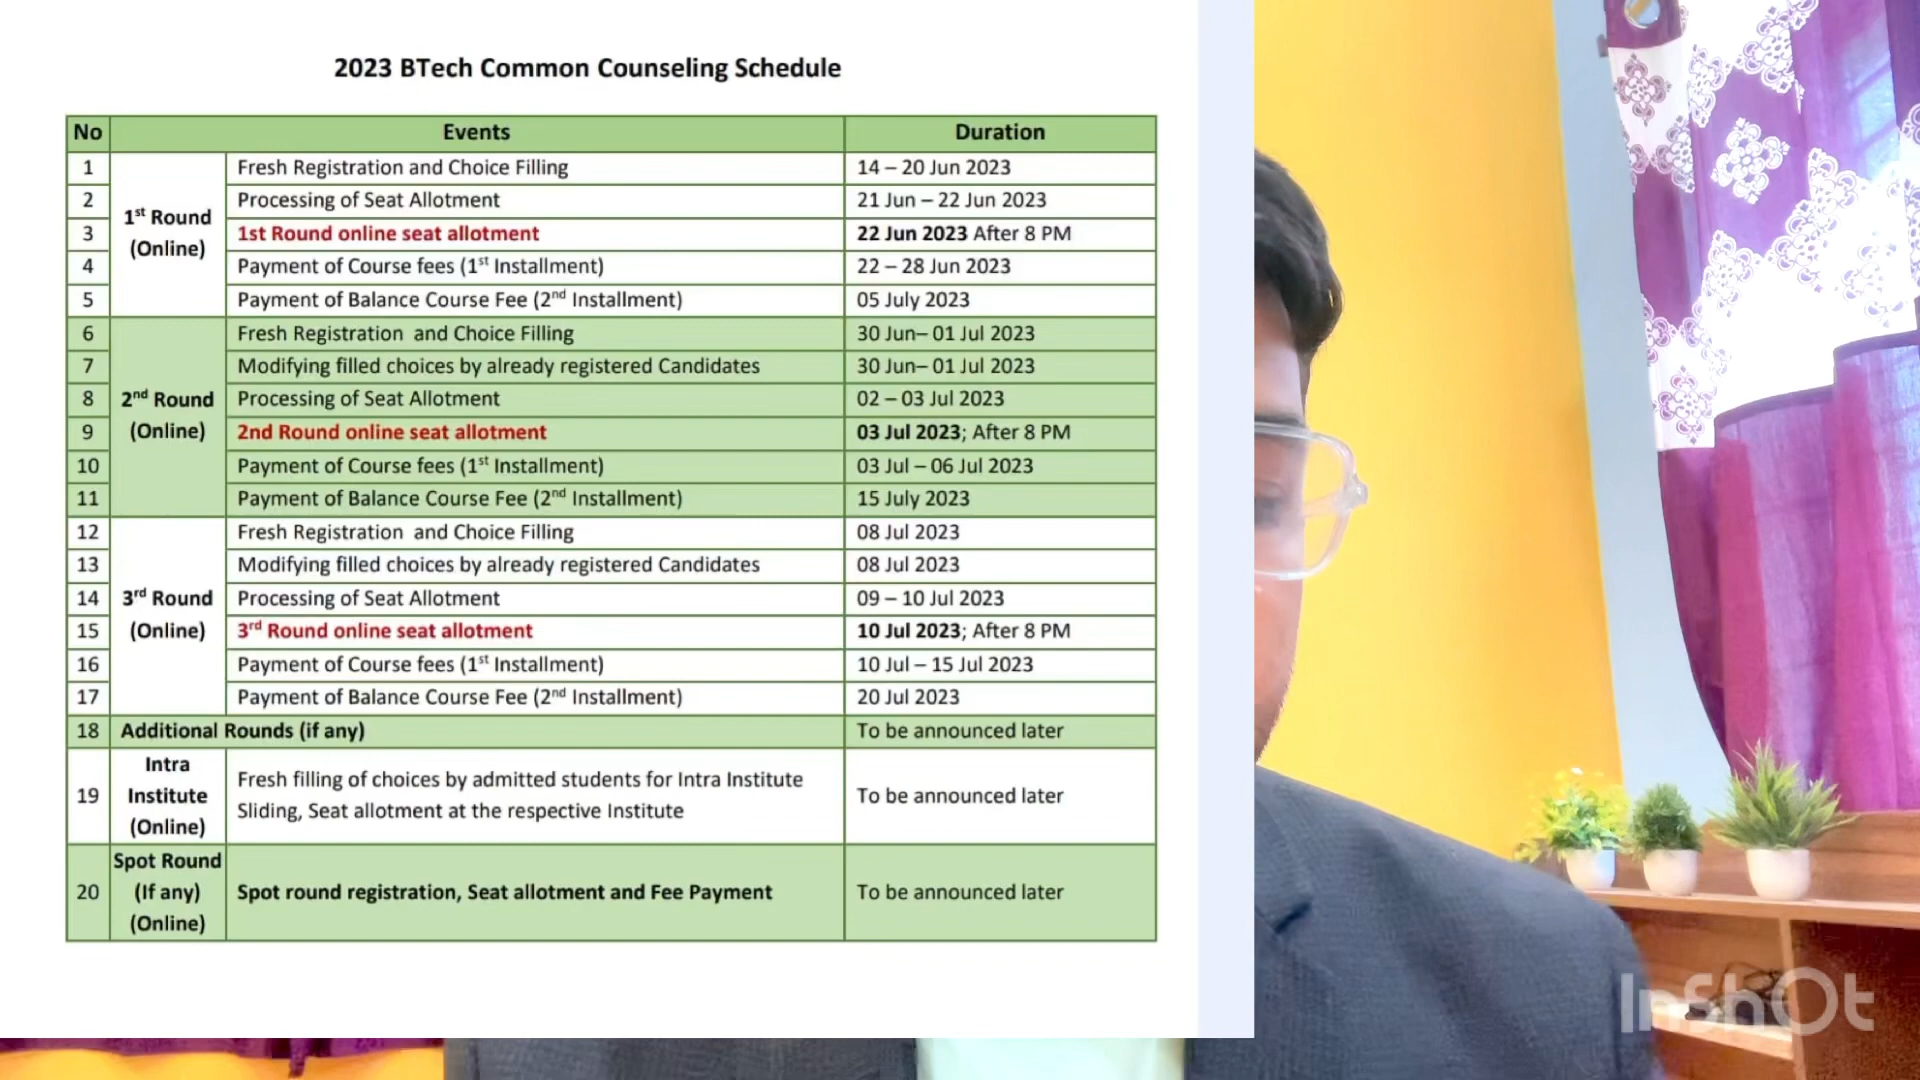 2023 BTech Common Counseling Schedule
No Events Duration
1st Round (Online)
1 Fresh Registration and Choice Filling 14 – 20 Jun 2023
2 Processing of Seat Allotment 21 Jun – 22 Jun 2023
3 1st Round online seat allotment 22 Jun 2023 After 8 PM
4 Payment of Course fees (1st Installment) 22 – 28 Jun 2023
5 Payment of Balance Course Fee (2nd Installment) 05 July 2023
2nd Round (Online)
6 Fresh Registration and Choice Filling 30 Jun– 01 Jul 2023
7 Modifying filled choices by already registered Candidates 30 Jun– 01 Jul 2023
8 Processing of Seat Allotment 02 – 03 Jul 2023
9 2nd Round online seat allotment 03 Jul 2023; After 8 PM
10 Payment of Course fees (1st Installment) 03 Jul – 06 Jul 2023
11 Payment of Balance Course Fee (2nd Installment) 15 July 2023
3rd Round (Online)
12 Fresh Registration and Choice Filling 08 Jul 2023
13 Modifying filled choices by already registered Candidates 08 Jul 2023
14 Processing of Seat Allotment 09 – 10 Jul 2023
15 3rd Round online seat allotment 10 Jul 2023; After 8 PM
16 Payment of Course fees (1st Installment) 10 Jul – 15 Jul 2023
17 Payment of Balance Course Fee (2nd Installment) 20 Jul 2023
18 Additional Rounds (if any) To be announced later
19 Intra Institute (Online) Fresh filling of choices by admitted students for Intra Institute
Sliding, Seat allotment at the respective Institute To be announced later
20 Spot Round (If any) (Online) Spot round registration, Seat allotment and Fee Payment To be announced later
InShOt